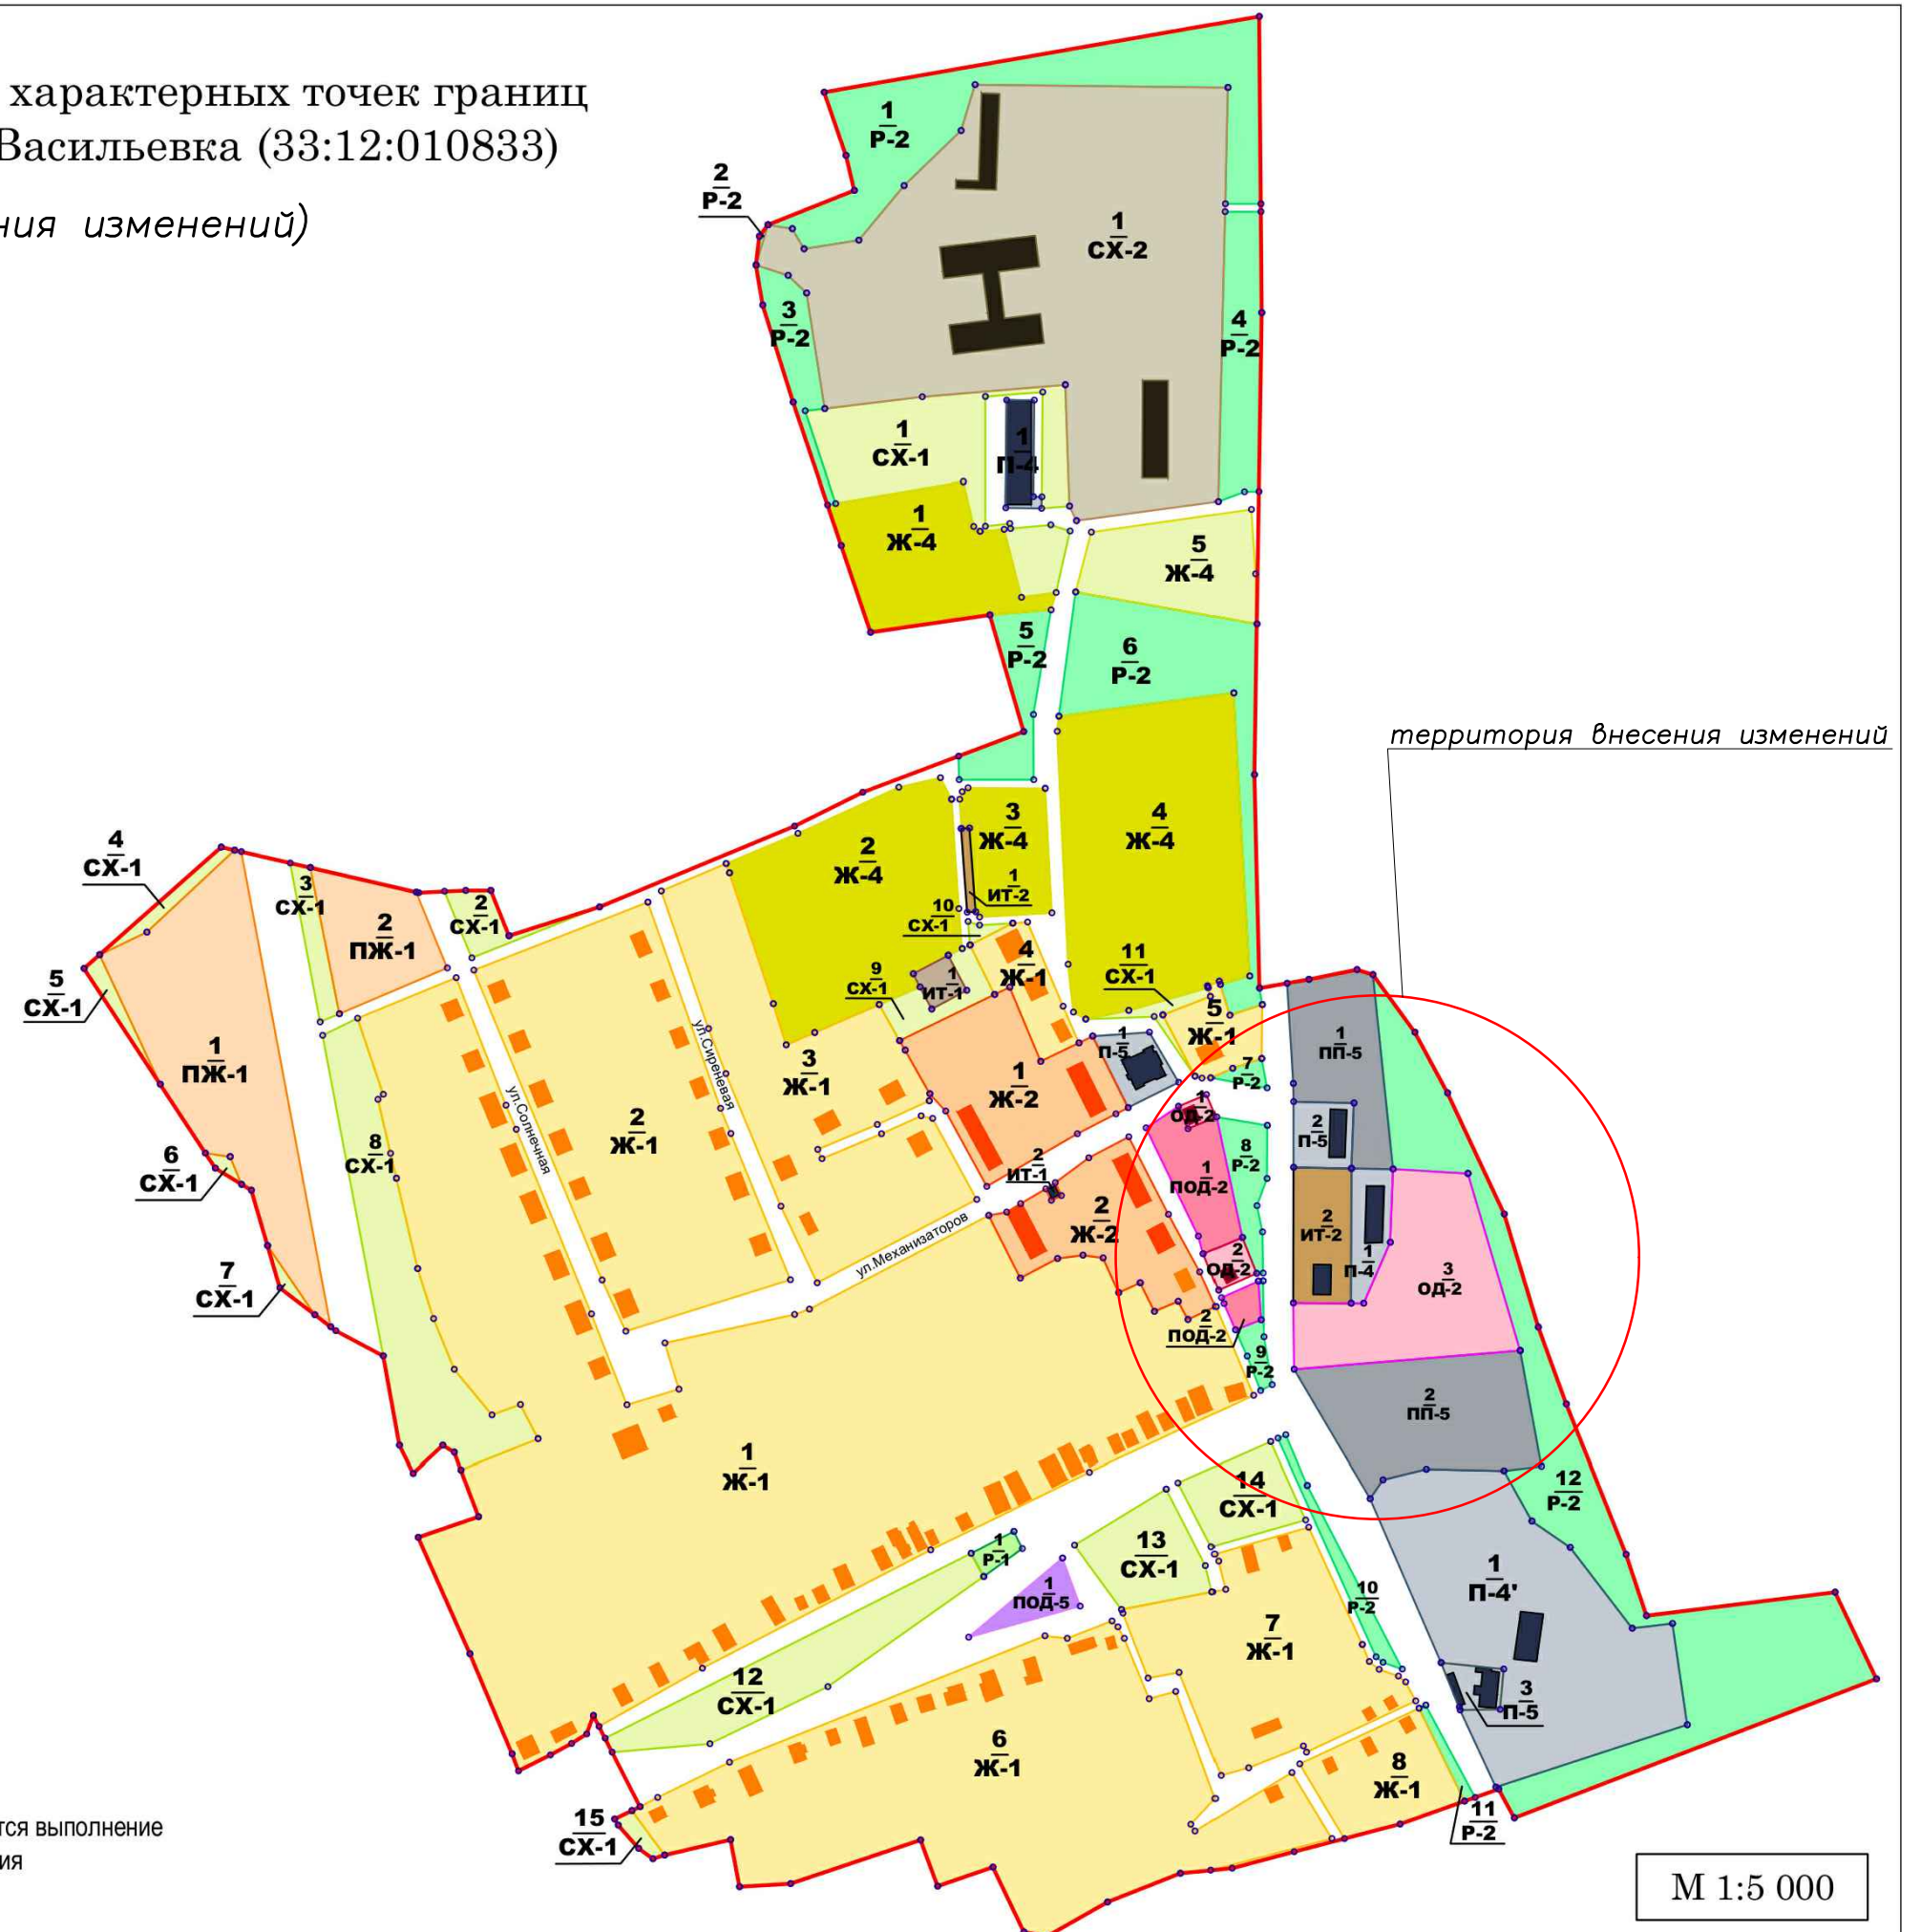 характерных точек границ
Васильевка (33:12:010833)
ния изменений)
1
Р-2
2
Р-2
1
СХ-2
3
Р-2
4
Р-2
1
СХ-1
1
П-4
1
Ж-4
5
Ж-4
5
Р-2
6
Р-2
территория внесения изменений
4
СХ-1
3
СХ-1
2
ПЖ-1
2
СХ-1
2
Ж-4
3
Ж-4
4
Ж-4
1
ИТ-2
10
СХ-1
5
СХ-1
9
СХ-1
1
ИТ-1
4
Ж-1
11
СХ-1
5
Ж-1
1
ПЖ-1
ул.Солнечная
ул.Сиреневая
3
Ж-1
1
Ж-2
1
П-5
7
Р-2
1
ПП-5
2
Ж-1
1
ОД-2
2
П-5
8
СХ-1
6
СХ-1
2
ИТ-1
1
ПОД-2
8
Р-2
ул.Механизаторов
2
Ж-2
2
ИТ-2
1
П-4
2
ОД-2
3
ОД-2
7
СХ-1
2
ПОД-2
9
Р-2
2
ПП-5
1
Ж-1
14
СХ-1
12
Р-2
1
Р-1
13
СХ-1
1
ПОД-5
10
Р-2
1
П-4'
7
Ж-1
12
СХ-1
3
П-5
6
Ж-1
8
Ж-1
15
СХ-1
11
Р-2
тся выполнение
ия
М 1:5 000